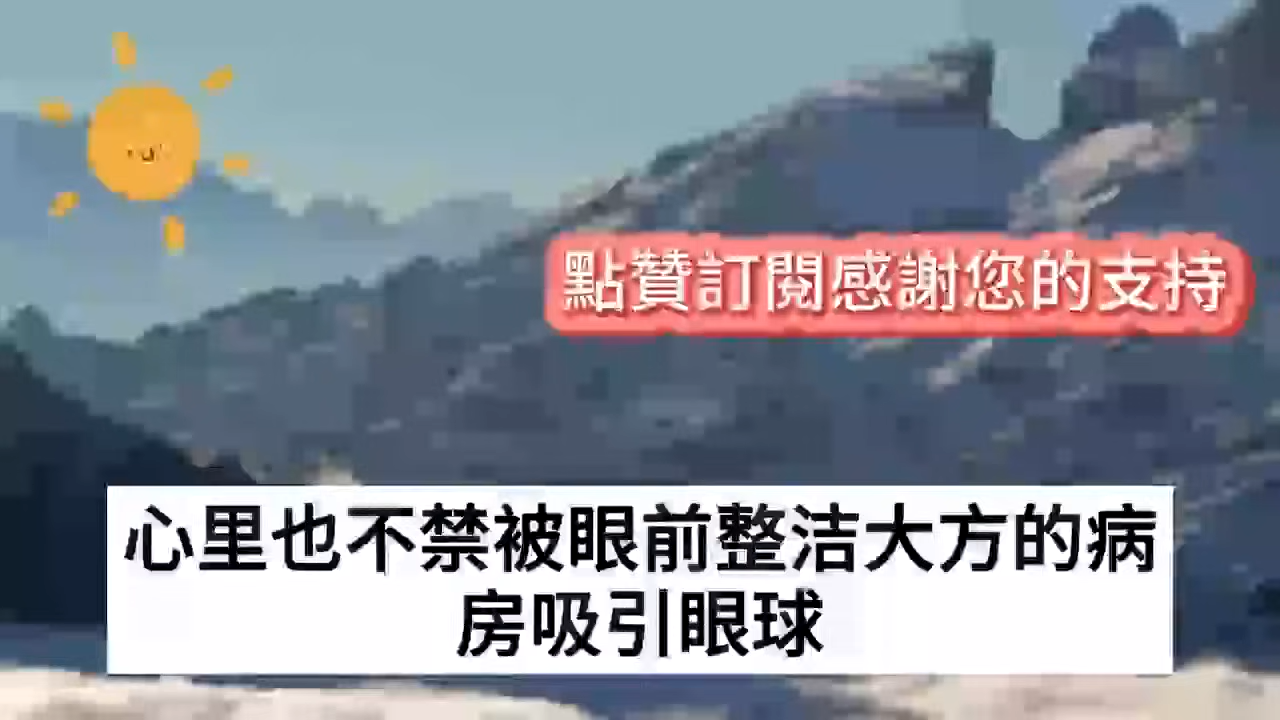 點贊訂閱感謝您的支持
心里也不禁被眼前整洁大方的病
房吸引眼球